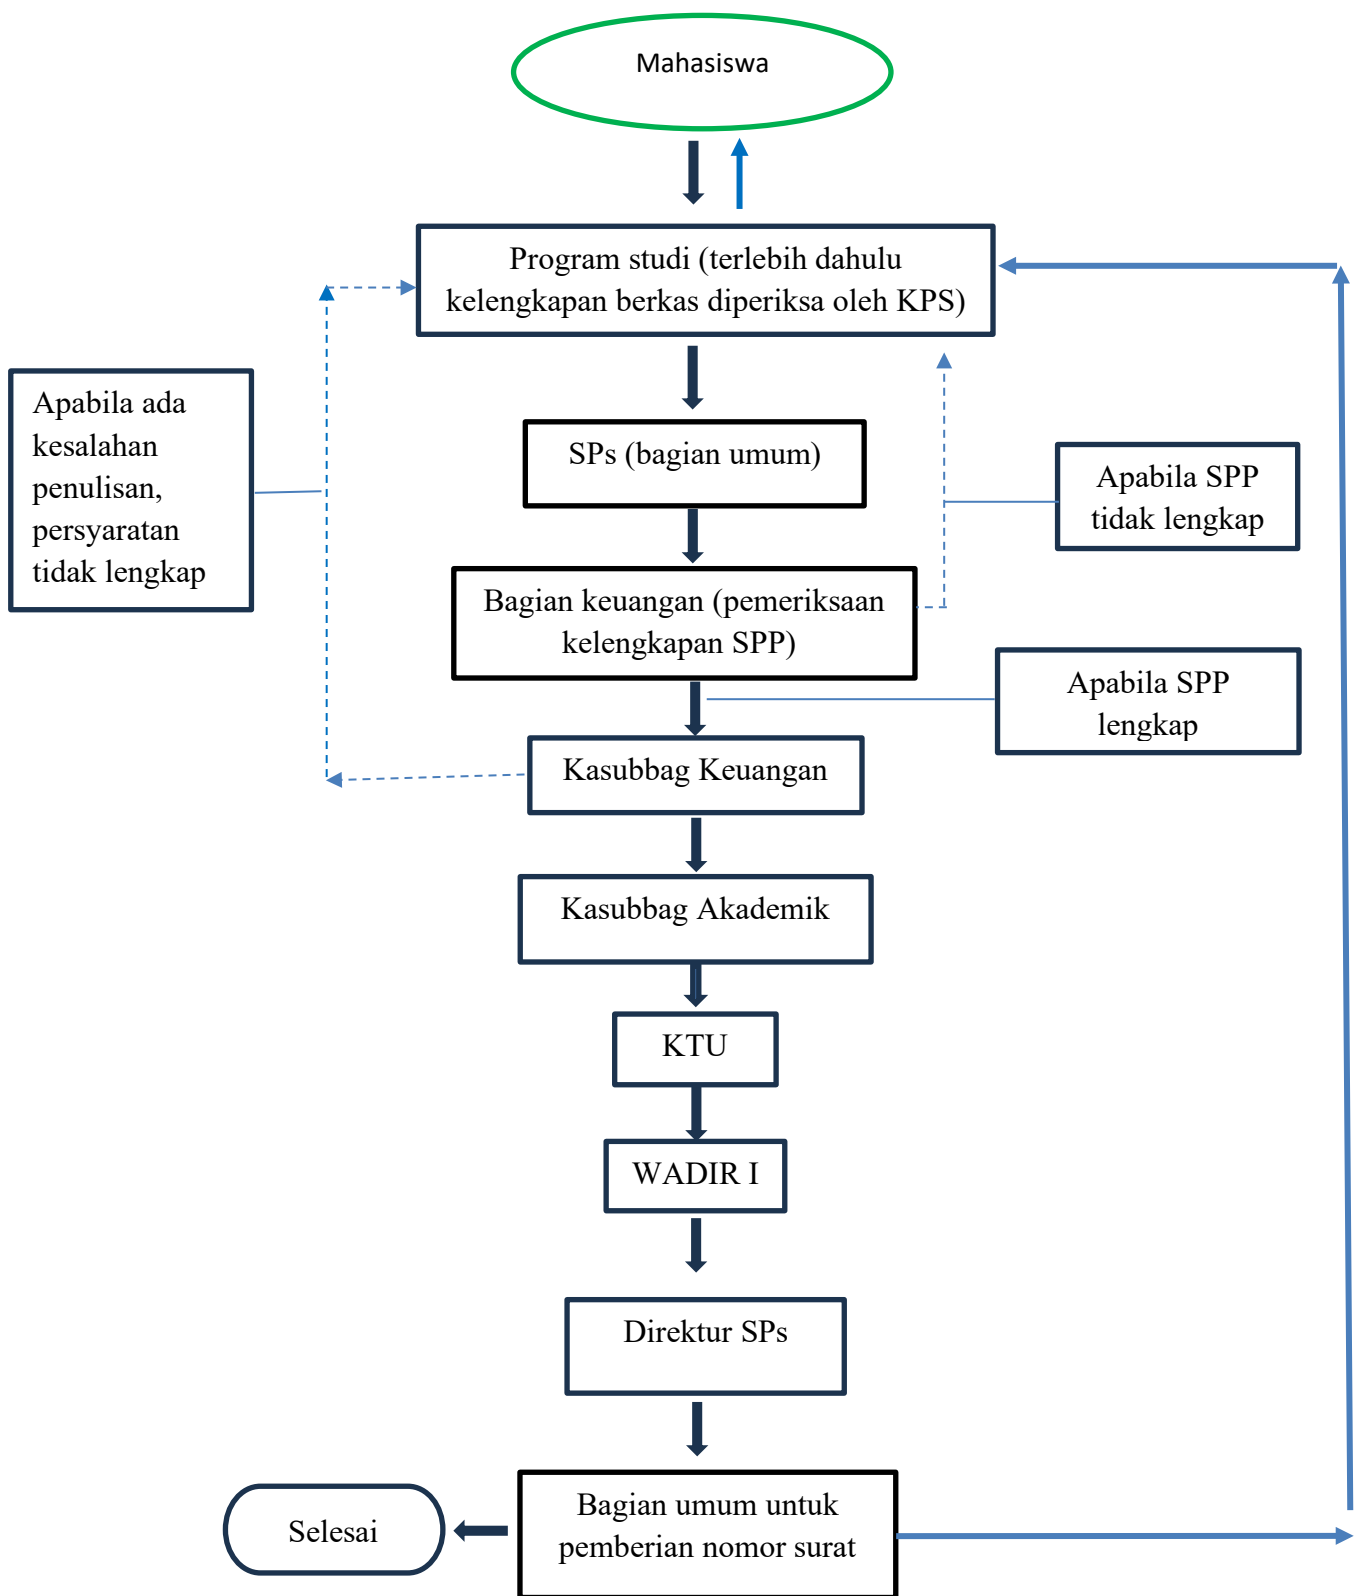 Mahasiswa
Program studi (terlebih dahulu
kelengkapan berkas diperiksa oleh KPS)
Apabila ada
kesalahan
penulisan,
persyaratan
tidak lengkap
SPs (bagian umum)
Apabila SPP
tidak lengkap
Bagian keuangan (pemeriksaan
kelengkapan SPP)
Apabila SPP
lengkap
Kasubbag Keuangan
Kasubbag Akademik
KTU
WADIR I
Direktur SPs
Bagian umum untuk
pemberian nomor surat
Selesai